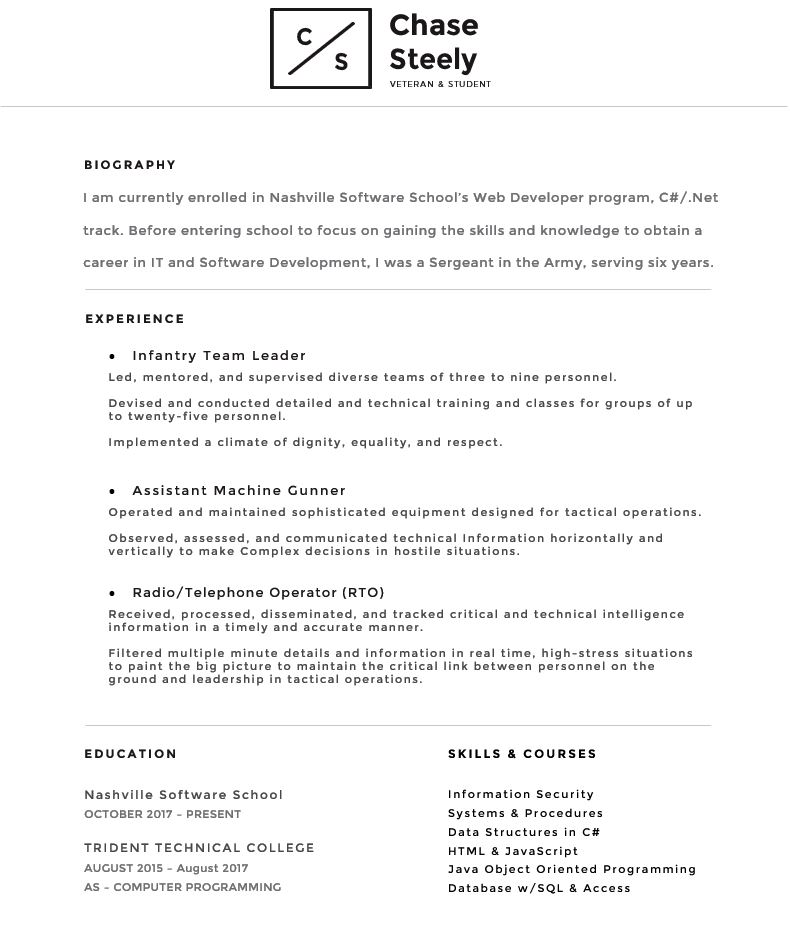 C
S
Chase
Steely
VETERAN & STUDENT
BIOGRAPHY
I am currently enrolled in Nashville Software School’s Web Developer program, C#/.Net
track. Before entering school to focus on gaining the skills and knowledge to obtain a
career in IT and Software Development, I was a Sergeant in the Army, serving six years.
EXPERIENCE
• Infantry Team Leader
Led, mentored, and supervised diverse teams of three to nine personnel.
Devised and conducted detailed and technical training and classes for groups of up
to twenty-five personnel.
Implemented a climate of dignity, equality, and respect.
• Assistant Machine Gunner
Operated and maintained sophisticated equipment designed for tactical operations.
Observed, assessed, and communicated technical Information horizontally and
vertically to make Complex decisions in hostile situations.
• Radio/Telephone Operator (RTO)
Received, processed, disseminated, and tracked critical and technical intelligence
information in a timely and accurate manner.
Filtered multiple minute details and information in real time, high-stress situations
to paint the big picture to maintain the critical link between personnel on the
ground and leadership in tactical operations.
EDUCATION
Nashville Software School
OCTOBER 2017 – PRESENT
TRIDENT TECHNICAL COLLEGE
AUGUST 2015 – August 2017
AS – COMPUTER PROGRAMMING
SKILLS & COURSES
Information Security
Systems & Procedures
Data Structures in C#
HTML & JavaScript
Java Object Oriented Programming
Database w/SQL & Access